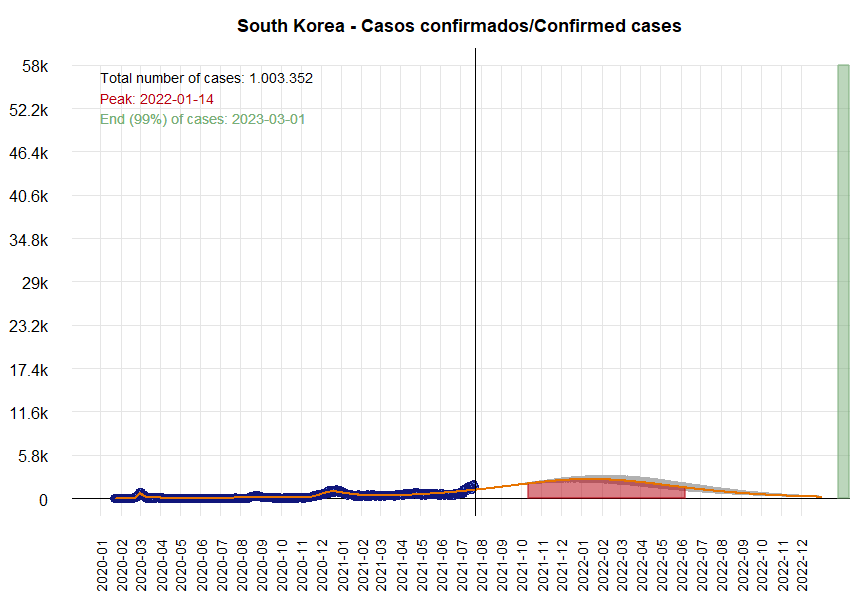 South Korea - Casos confirmados/Confirmed cases
58k
Total number of cases: 1.003.352
Peak: 2022-01-14
End (99%) of cases: 2023-03-01
52.2k
46.4k
40.6k
34.8k
29k
23.2k
17.4k
11.6k
5.8k
0
2020-01
2020-02
2020-03
2020-04
2020-05
2020-06
2020-07
2020-08
2020-09
2020-10
2020-11
2020-12
2021-01
2021-02
2021-03
2021-04
2021-05
2021-06
2021-07
2021-08
2021-09
2021-10
2021-11
2021-12
2022-01
2022-02
2022-03
2022-04
2022-05
2022-06
2022-07
2022-08
2022-09
2022-10
2022-11
2022-12